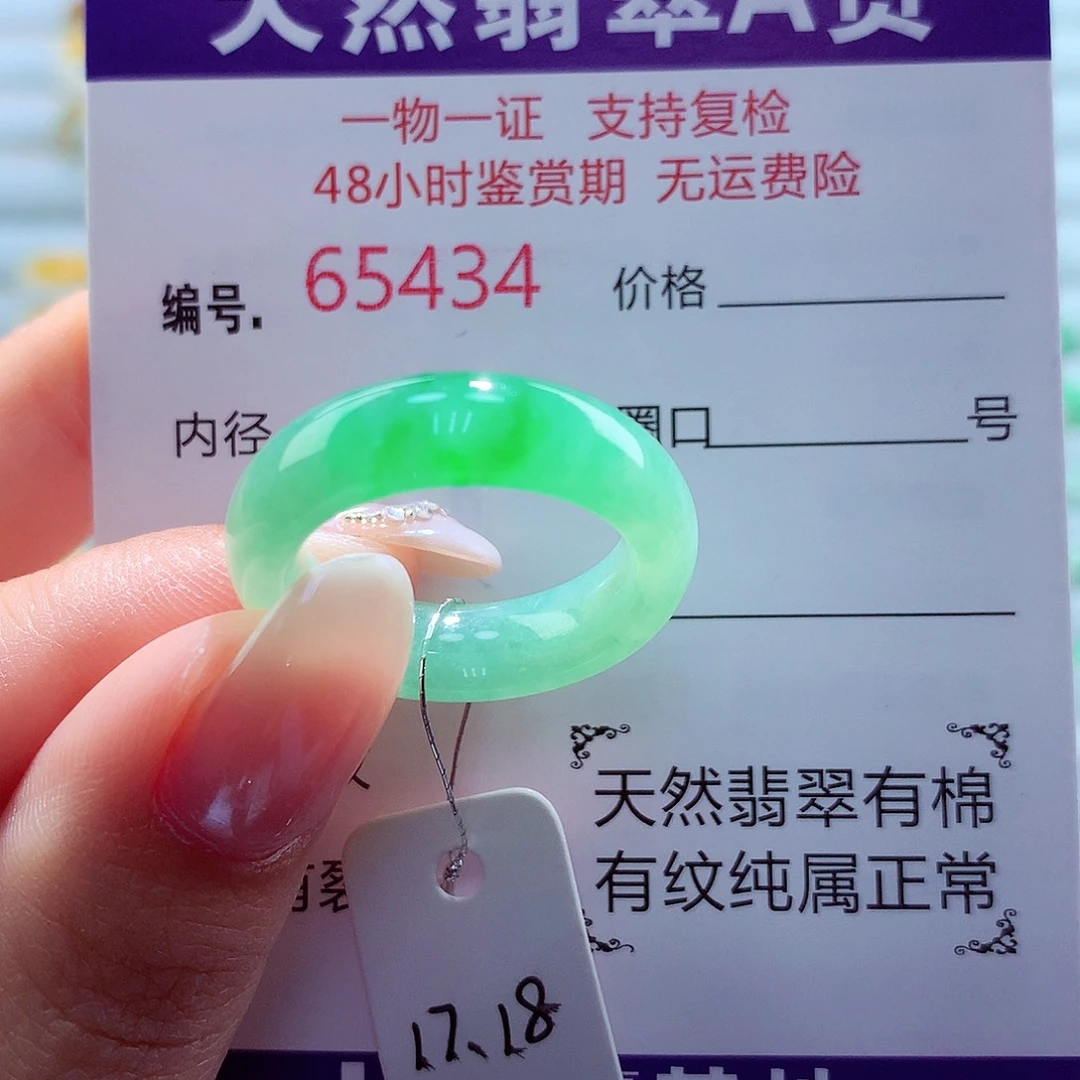 天然翡翠A货
一物一证 支持复检
48小时鉴赏期 无运费险
编号. 65434 价格
内径 圈口 号
天然翡翠有棉
有裂 有纹纯属正常
17.18